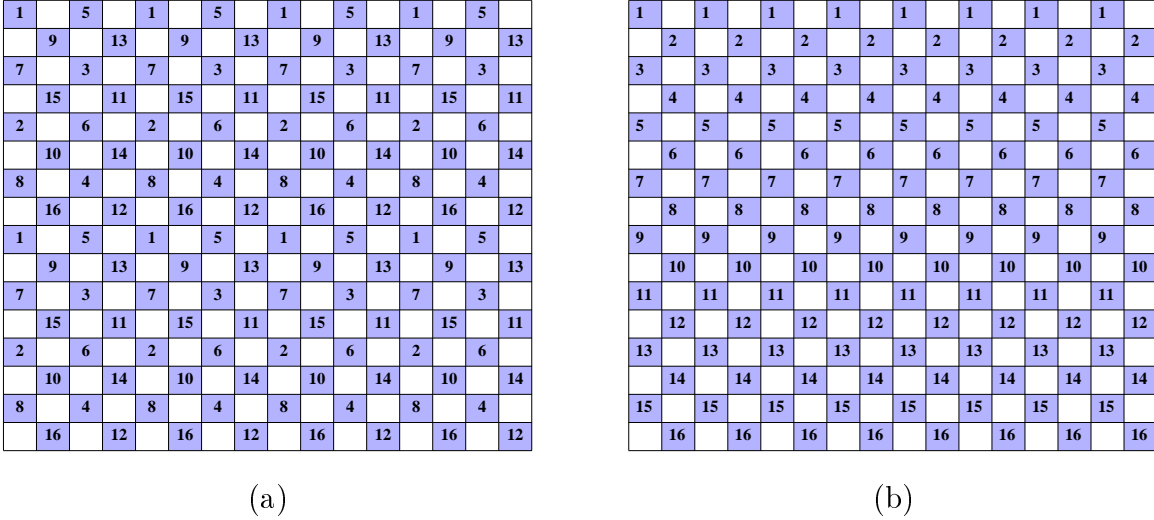 1 5 1 5 1 5 1 5 1 1 1 1 1 1 1 1
9 13 9 13 9 13 9 13 2 2 2 2 2 2 2 2
7 3 7 3 7 3 7 3 3 3 3 3 3 3 3 3
15 11 15 11 15 11 15 11 4 4 4 4 4 4 4 4
2 6 2 6 2 6 2 6 5 5 5 5 5 5 5 5
10 14 10 14 10 14 10 14 6 6 6 6 6 6 6 6
8 4 8 4 8 4 8 4 7 7 7 7 7 7 7 7
16 12 16 12 16 12 16 12 8 8 8 8 8 8 8 8
1 5 1 5 1 5 1 5 9 9 9 9 9 9 9 9
9 13 9 13 9 13 9 13 10 10 10 10 10 10 10 10
7 3 7 3 7 3 7 3 11 11 11 11 11 11 11 11
15 11 15 11 15 11 15 11 12 12 12 12 12 12 12 12
2 6 2 6 2 6 2 6 13 13 13 13 13 13 13 13
10 14 10 14 10 14 10 14 14 14 14 14 14 14 14 14
8 4 8 4 8 4 8 4 15 15 15 15 15 15 15 15
16 12 16 12 16 12 16 12 16 16 16 16 16 16 16 16
(a) (b)